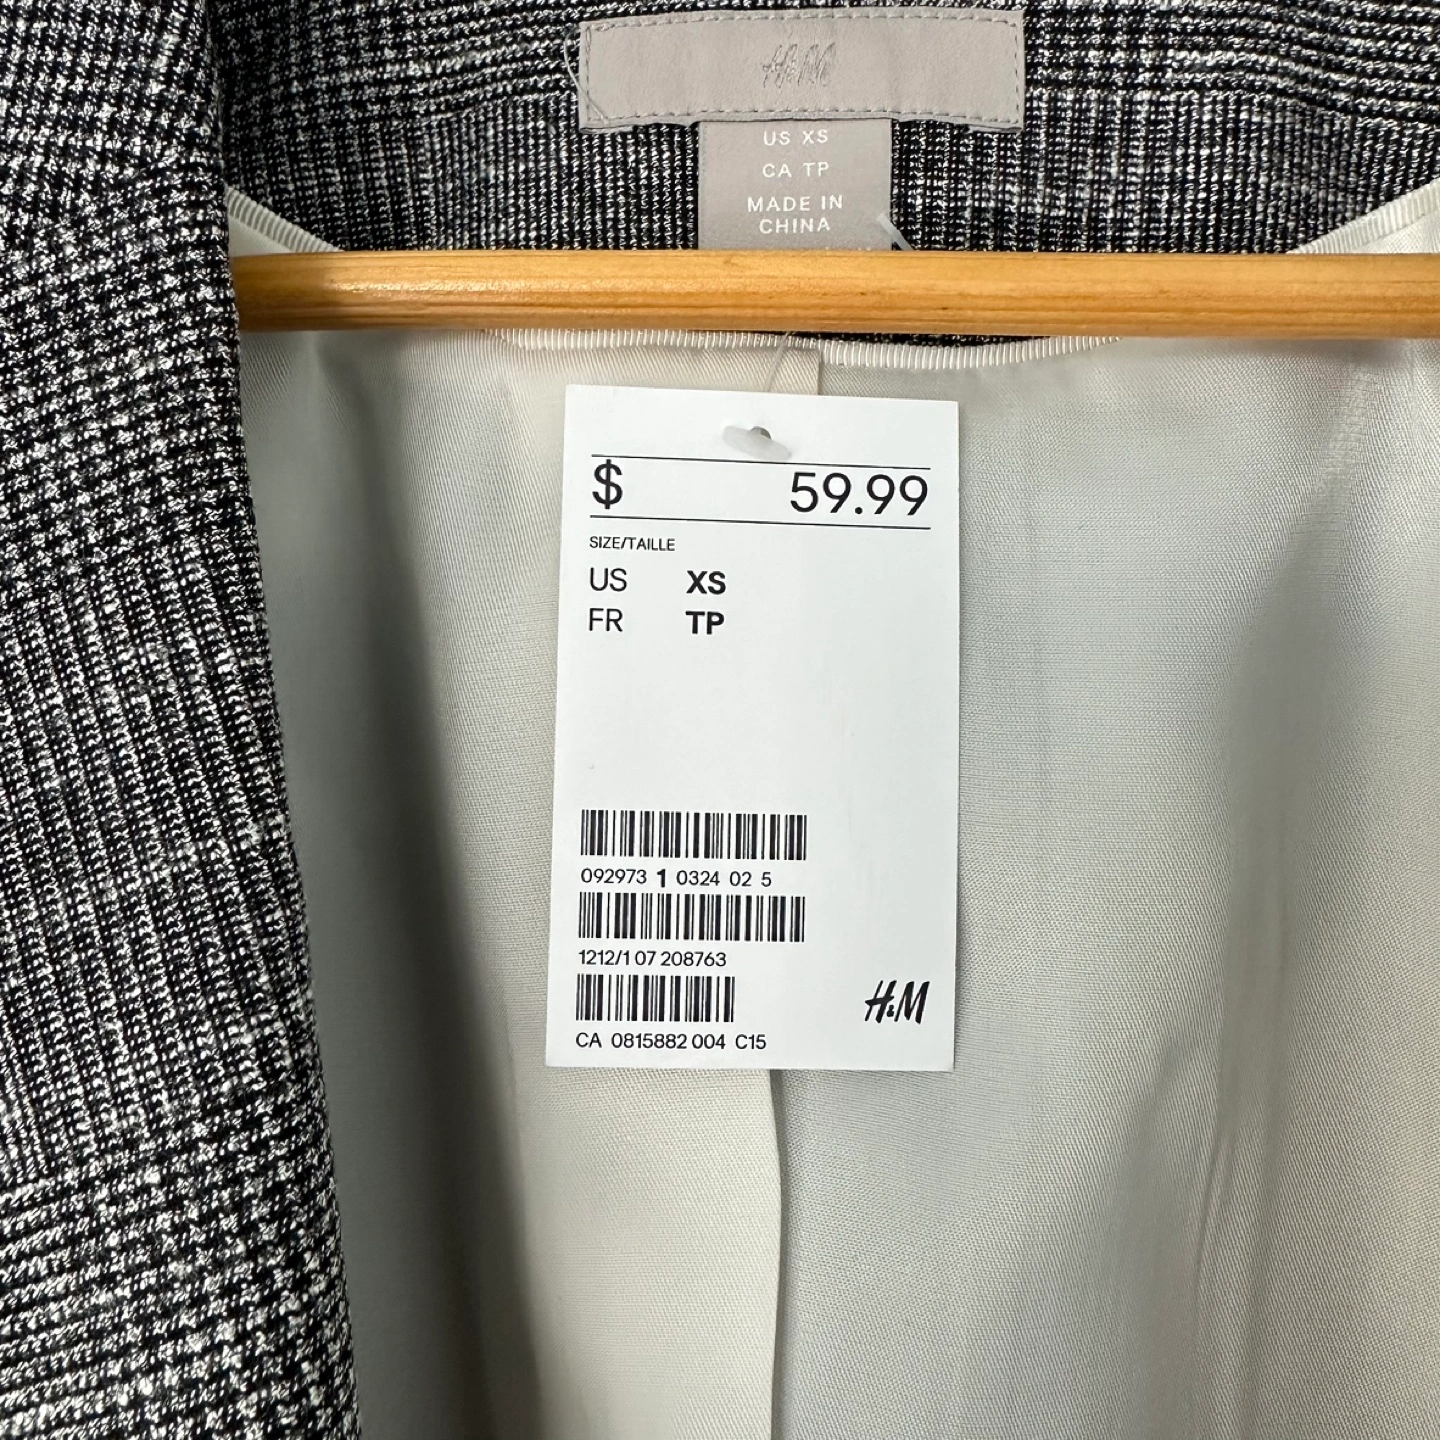 H&M
US XS
CA TP
MADE IN
CHINA
$ 59.99
SIZE/TAILLE
US XS
FR TP
092973 1 0324 02 5
1212/1 07 208763
H&M
CA 0815882 004 C15